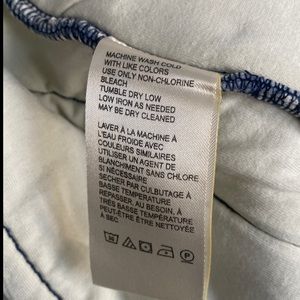 MACHINE WASH COLD
WITH LIKE COLORS
USE ONLY NON-CHLORINE
BLEACH
TUMBLE DRY LOW
LOW IRON AS NEEDED
MAY BE DRY CLEANED
LAVER À LA MACHINE À
L'EAU FROIDE AVEC
COULEURS SIMILAIRES
UTILISER UN AGENT DE
BLANCHIMENT SANS CHLORE
SI NÉCESSAIRE
SÉCHER PAR CULBUTAGE À
BASSE TEMPERATURE
REPASSER, AU BESOIN, À
TRÈS BASSE TEMPÉRATURE
PEUT-ÊTRE ÊTRE NETTOYÉE
À SEC
P